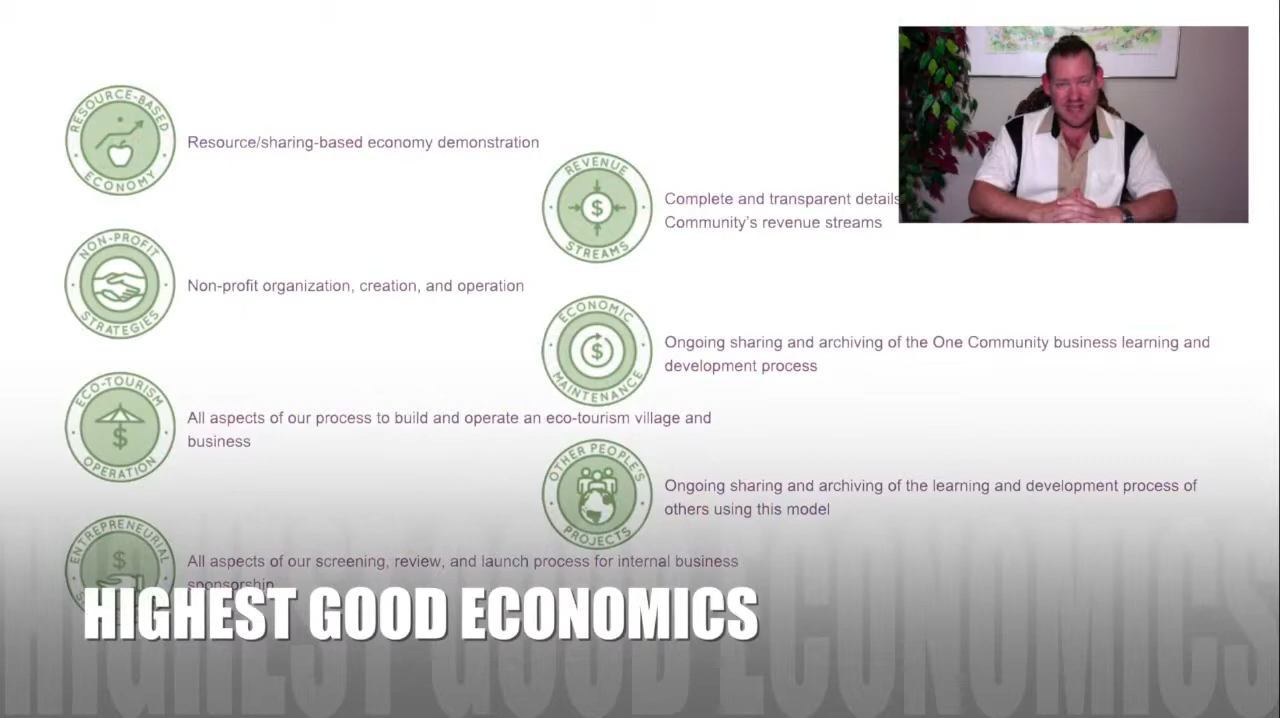 RESOURCE-BASED
ECONOMY
Resource/sharing-based economy demonstration
NON-PROFIT
STRATEGIES
Non-profit organization, creation, and operation
ECO-TOURISM
$
OPERATION
All aspects of our process to build and operate an eco-tourism village and
business
ENTREPRENEURIAL
$
All aspects of our screening, review, and launch process for internal business
sponsorship
REVENUE
$
STREAMS
Complete and transparent details
Community's revenue streams
ECONOMIC
$
MAINTENANCE
Ongoing sharing and archiving of the One Community business learning and
development process
OTHER PEOPLE'S
PROJECTS
Ongoing sharing and archiving of the learning and development process of
others using this model
HIGHEST GOOD ECONOMICS
HIGHEST GOOD ECONOMICS